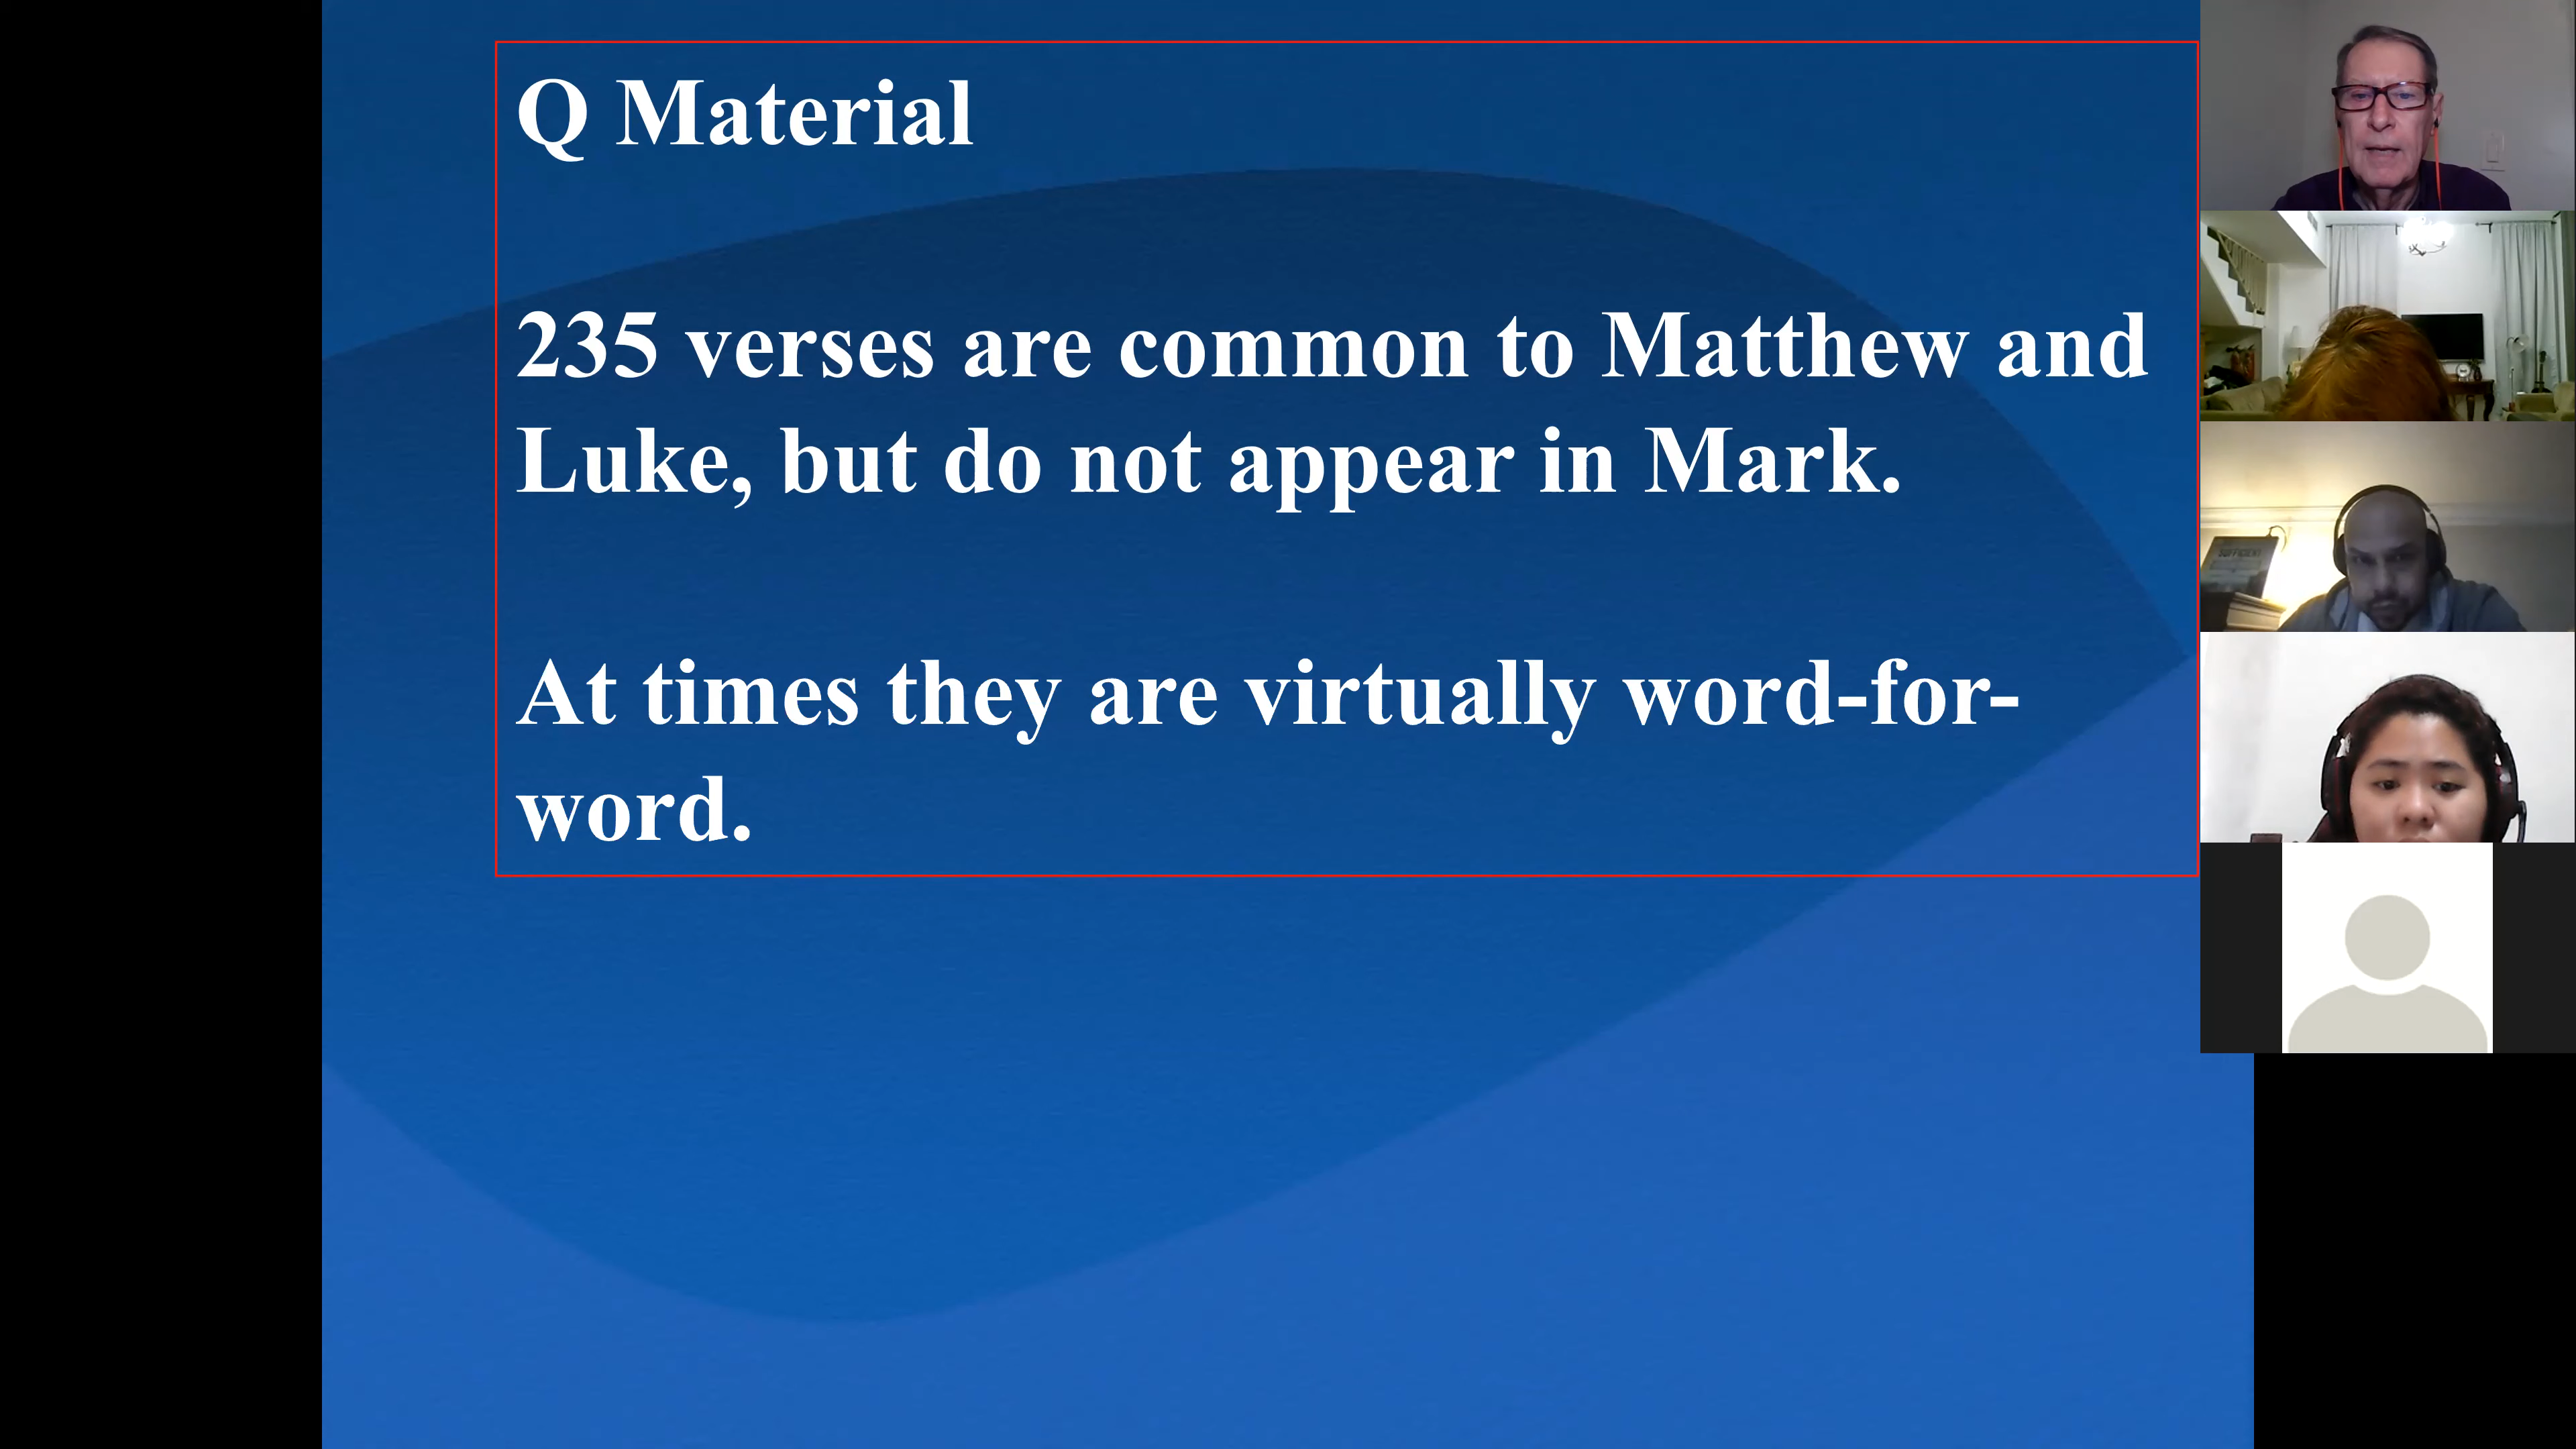 Q Material
235 verses are common to Matthew and
Luke, but do not appear in Mark.
At times they are virtually word-for-
word.
SUFFICIENT